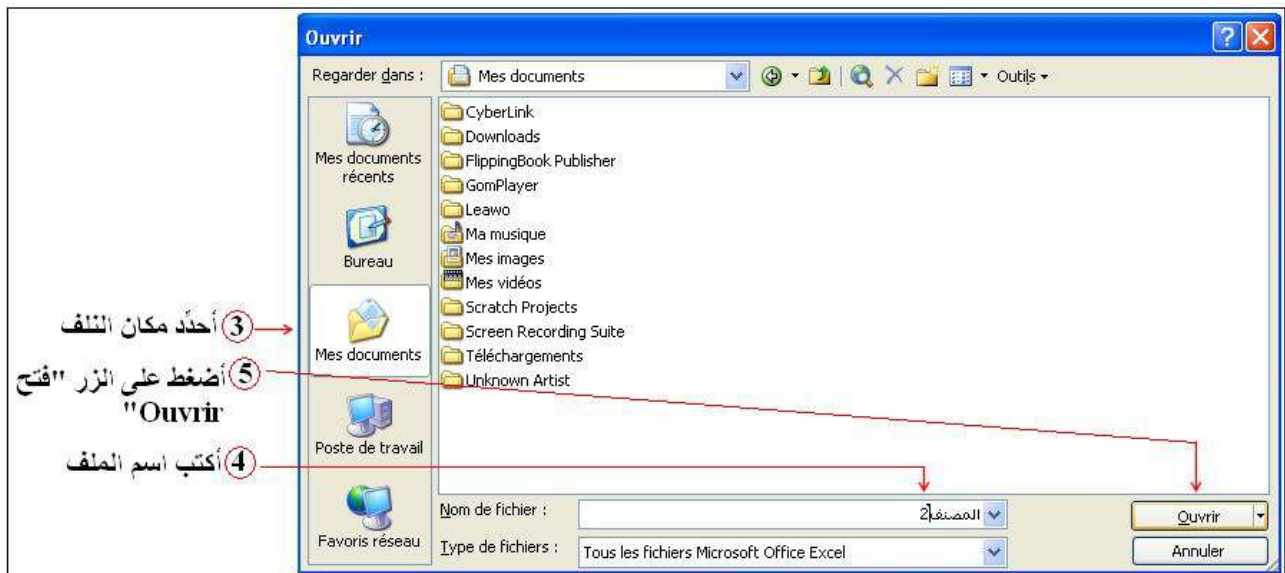 Ouvrir
Regarder dans :
Mes documents
Outils
Mes documents
récents
Bureau
Mes documents
Poste de travail
Favoris réseau
CyberLink
Downloads
FlippingBook Publisher
GomPlayer
Leawo
Ma musique
Mes images
Mes vidéos
Scratch Projects
Screen Recording Suite
Téléchargements
Unknown Artist
③ أحدّد مكان النلف
⑤ أضغط على الزر "فتح
Ouvrir"
④ أكتب اسم الملف
Nom de fichier :
المصنف2
Ouvrir
Type de fichiers :
Tous les fichiers Microsoft Office Excel
Annuler